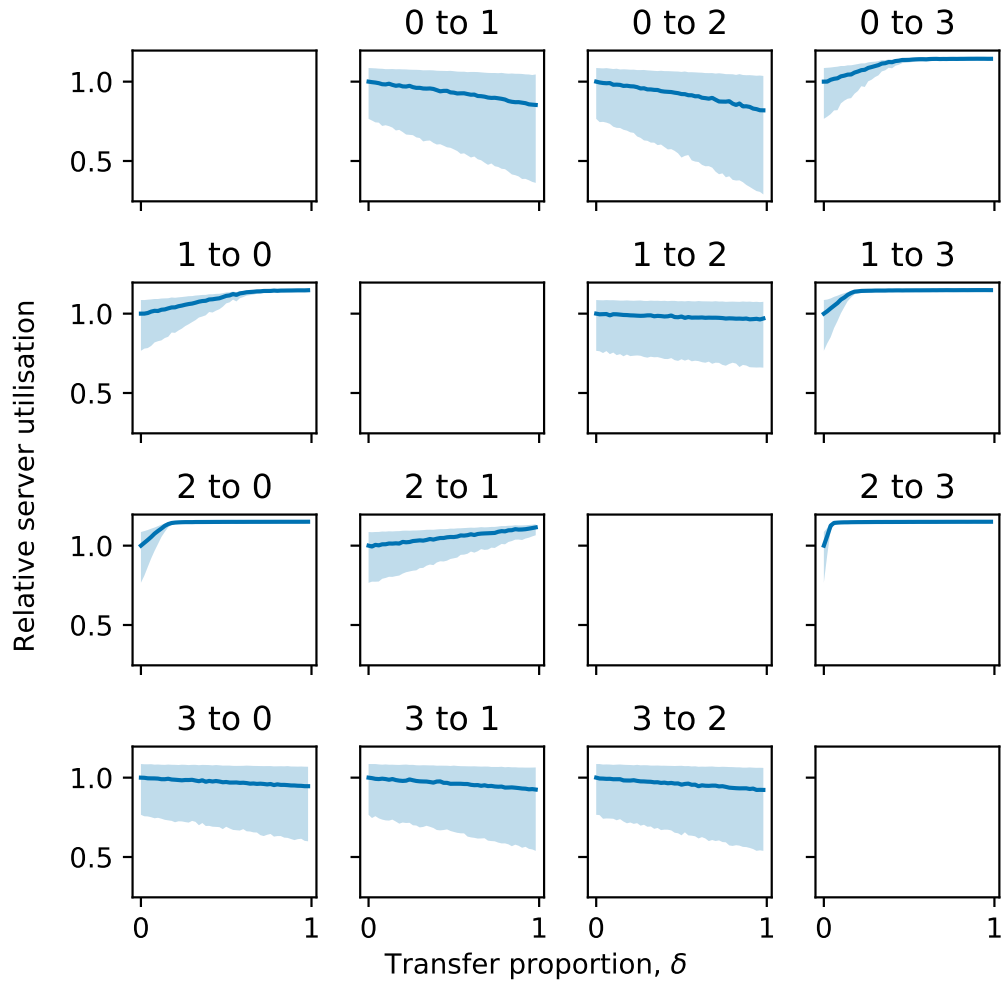 0 to 1
0 to 2
0 to 3
1.0
0.5
1 to 0
1 to 2
1 to 3
1.0
0.5
2 to 0
2 to 1
2 to 3
1.0
0.5
3 to 0
3 to 1
3 to 2
1.0
0.5
0
1
0
1
0
1
0
1
Relative server utilisation
Transfer proportion, δ